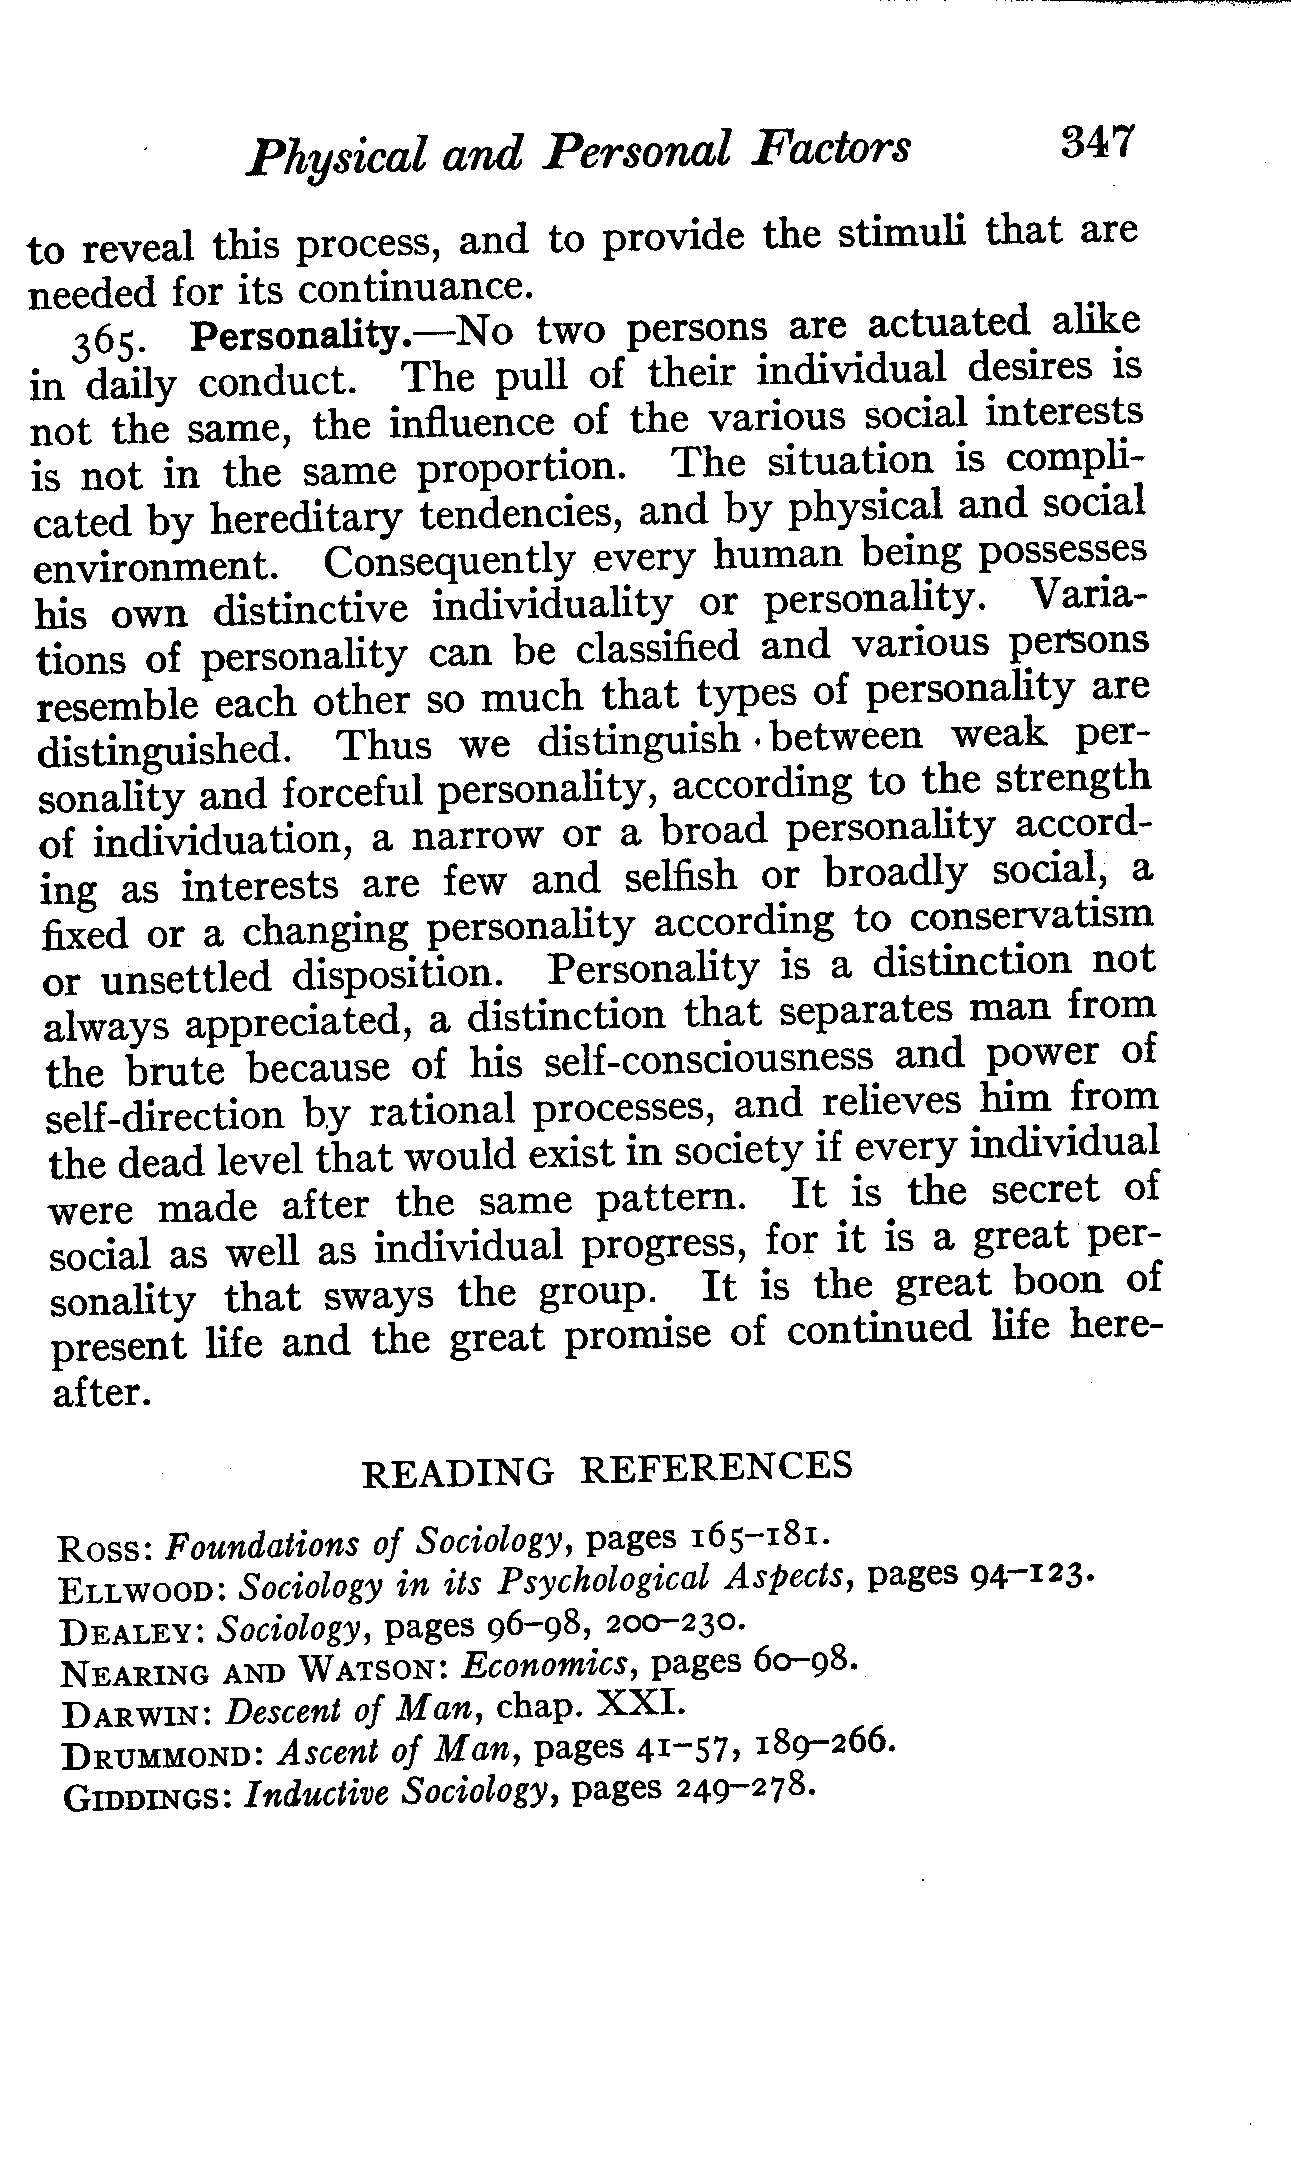 Physical and Personal Factors 347
to reveal this process, and to provide the stimuli that are
needed for its continuance.
365. Personality.—No two persons are actuated alike
in daily conduct. The pull of their individual desires is
not the same, the influence of the various social interests
is not in the same proportion. The situation is compli-
cated by hereditary tendencies, and by physical and social
environment. Consequently every human being possesses
his own distinctive individuality or personality. Varia-
tions of personality can be classified and various persons
resemble each other so much that types of personality are
distinguished. Thus we distinguish between weak per-
sonality and forceful personality, according to the strength
of individuation, a narrow or a broad personality accord-
ing as interests are few and selfish or broadly social, a
fixed or a changing personality according to conservatism
or unsettled disposition. Personality is a distinction not
always appreciated, a distinction that separates man from
the brute because of his self-consciousness and power of
self-direction by rational processes, and relieves him from
the dead level that would exist in society if every individual
were made after the same pattern. It is the secret of
social as well as individual progress, for it is a great per-
sonality that sways the group. It is the great boon of
present life and the great promise of continued life here-
after.
READING REFERENCES
ROSS: Foundations of Sociology, pages 165–181.
ELLWOOD: Sociology in its Psychological Aspects, pages 94–123.
DEALEY: Sociology, pages 96–98, 200–230.
NEARING AND WATSON: Economics, pages 60–98.
DARWIN: Descent of Man, chap. XXI.
DRUMMOND: Ascent of Man, pages 41–57, 189–266.
GIDDINGS: Inductive Sociology, pages 249–278.